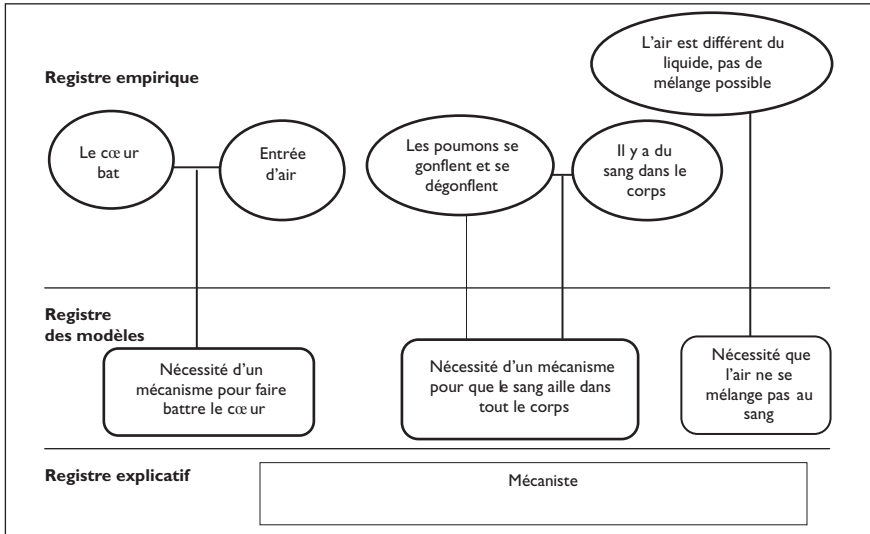 L'air est différent du
liquide, pas de
mélange possible
Registre empirique
Le cœur
bat
Entrée
d'air
Les poumons se
gonflent et se
dégonflent
Il y a du
sang dans le
corps
Registre
des modèles
Nécessité d'un
mécanisme pour faire
battre le cœur
Nécessité d'un mécanisme
pour que le sang aille dans
tout le corps
Nécessité que
l'air ne se
mélange pas au
sang
Registre explicatif
Mécaniste